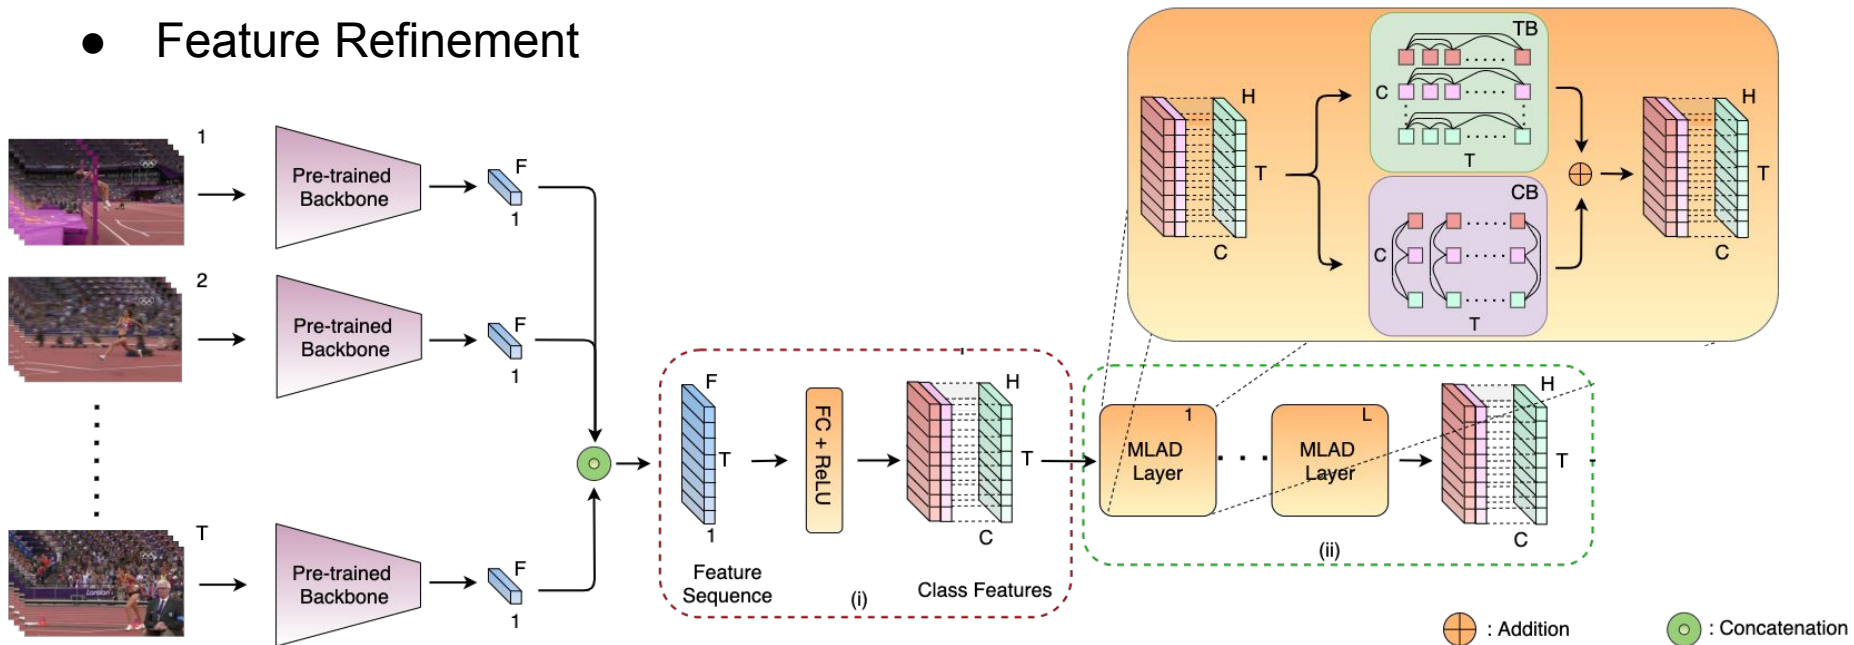 ● Feature Refinement
1
Pre-trained
Backbone
F
1
2
Pre-trained
Backbone
F
1
T
Pre-trained
Backbone
F
1
F
T
1
Feature
Sequence
FC + ReLU
H
T
C
Class Features
(i)
1
MLAD
Layer
L
MLAD
Layer
H
T
C
(ii)
H
T
C
TB
C
T
CB
C
T
H
T
C
: Addition
: Concatenation